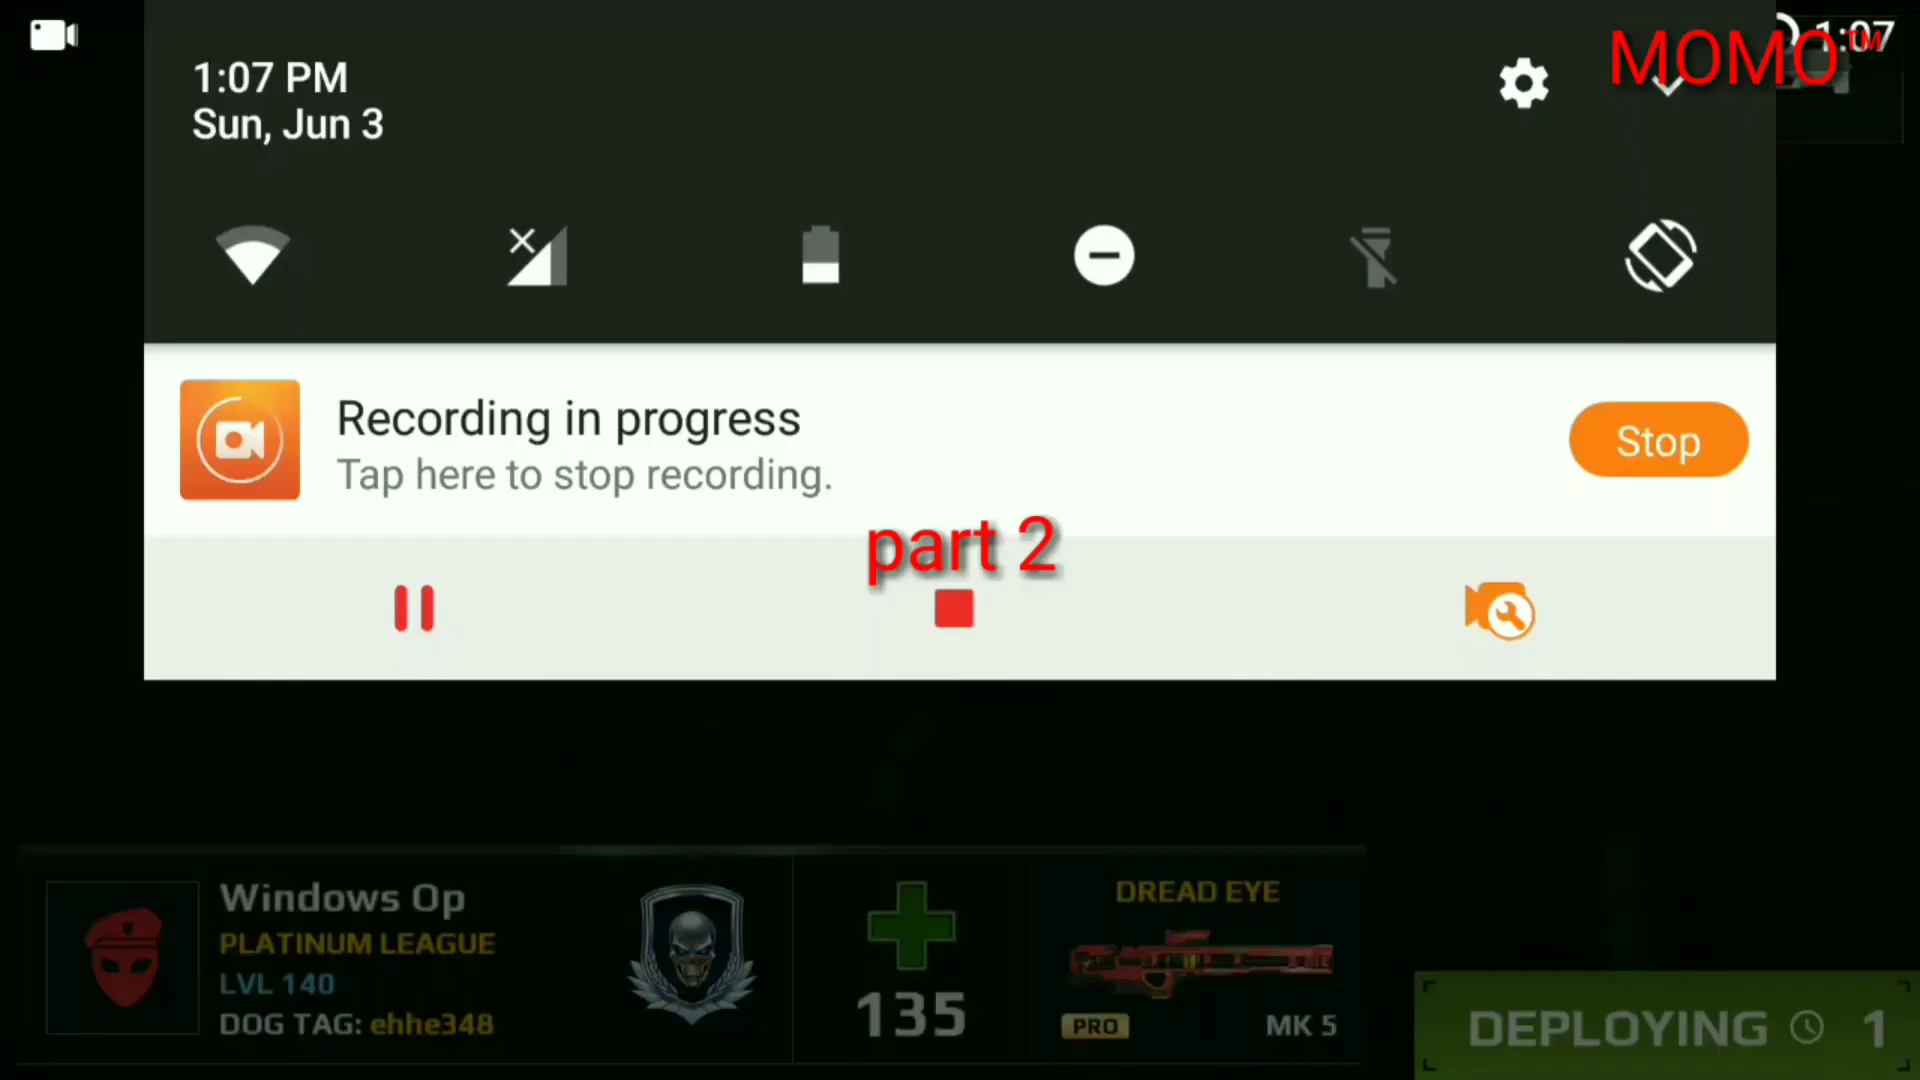 1:07
MOMO™
1:07 PM
Sun, Jun 3
Recording in progress
Tap here to stop recording.
Stop
part 2
Windows Op
PLATINUM LEAGUE
LVL 140
DOG TAG: ehhe348
135
DREAD EYE
PRO
MK 5
DEPLOYING 1